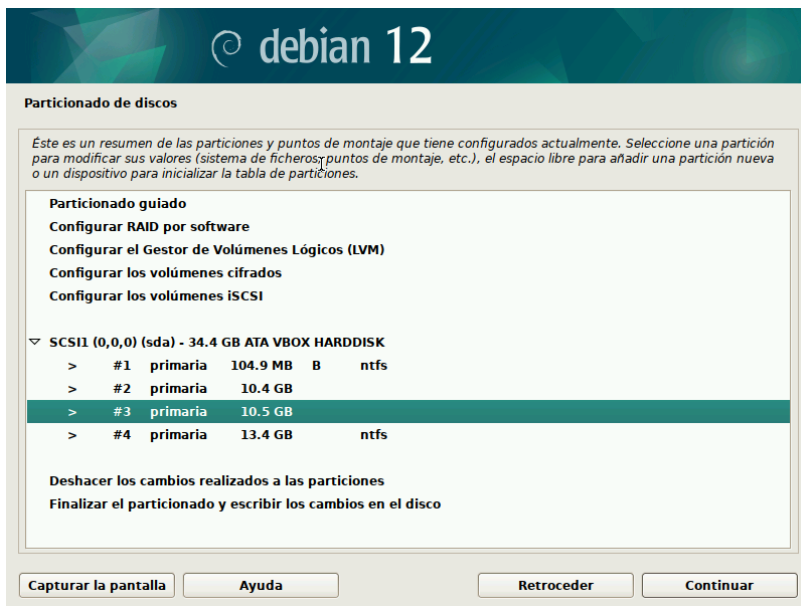 debian 12
Particionado de discos
Éste es un resumen de las particiones y puntos de montaje que tiene configurados actualmente. Seleccione una partición
para modificar sus valores (sistema de ficheros, puntos de montaje, etc.), el espacio libre para añadir una partición nueva
o un dispositivo para inicializar la tabla de particiones.
Particionado guiado
Configurar RAID por software
Configurar el Gestor de Volúmenes Lógicos (LVM)
Configurar los volúmenes cifrados
Configurar los volúmenes iSCSI
SCSI1 (0,0,0) (sda) - 34.4 GB ATA VBOX HARDDISK
> #1 primaria 104.9 MB B ntfs
> #2 primaria 10.4 GB
> #3 primaria 10.5 GB
> #4 primaria 13.4 GB ntfs
Deshacer los cambios realizados a las particiones
Finalizar el particionado y escribir los cambios en el disco
Capturar la pantalla Ayuda Retroceder Continuar